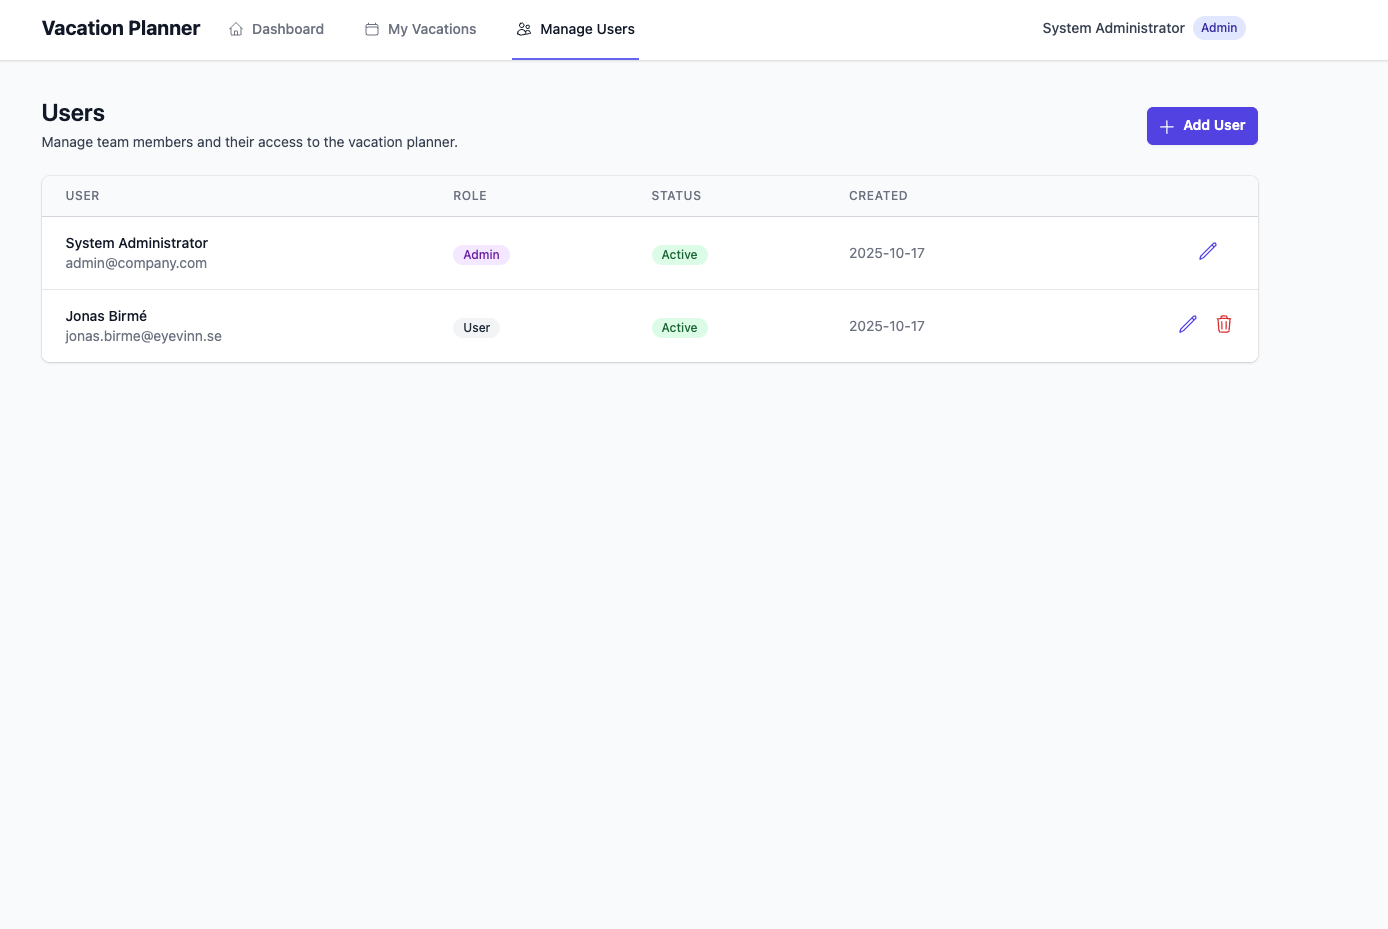 Vacation Planner Dashboard My Vacations Manage Users System Administrator Admin
Users
Manage team members and their access to the vacation planner.
Add User
USER ROLE STATUS CREATED
System Administrator
admin@company.com
Admin Active 2025-10-17
Jonas Birmé
jonas.birme@eyevinn.se
User Active 2025-10-17